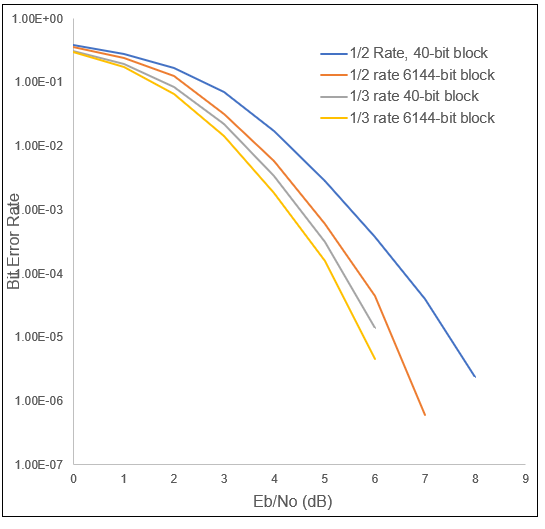 1.00E+00
1.00E-01
1.00E-02
1.00E-03
1.00E-04
1.00E-05
1.00E-06
1.00E-07
Bit Error Rate
1/2 Rate, 40-bit block
1/2 rate 6144-bit block
1/3 rate 40-bit block
1/3 rate 6144-bit block
0 1 2 3 4 5 6 7 8 9
Eb/No (dB)